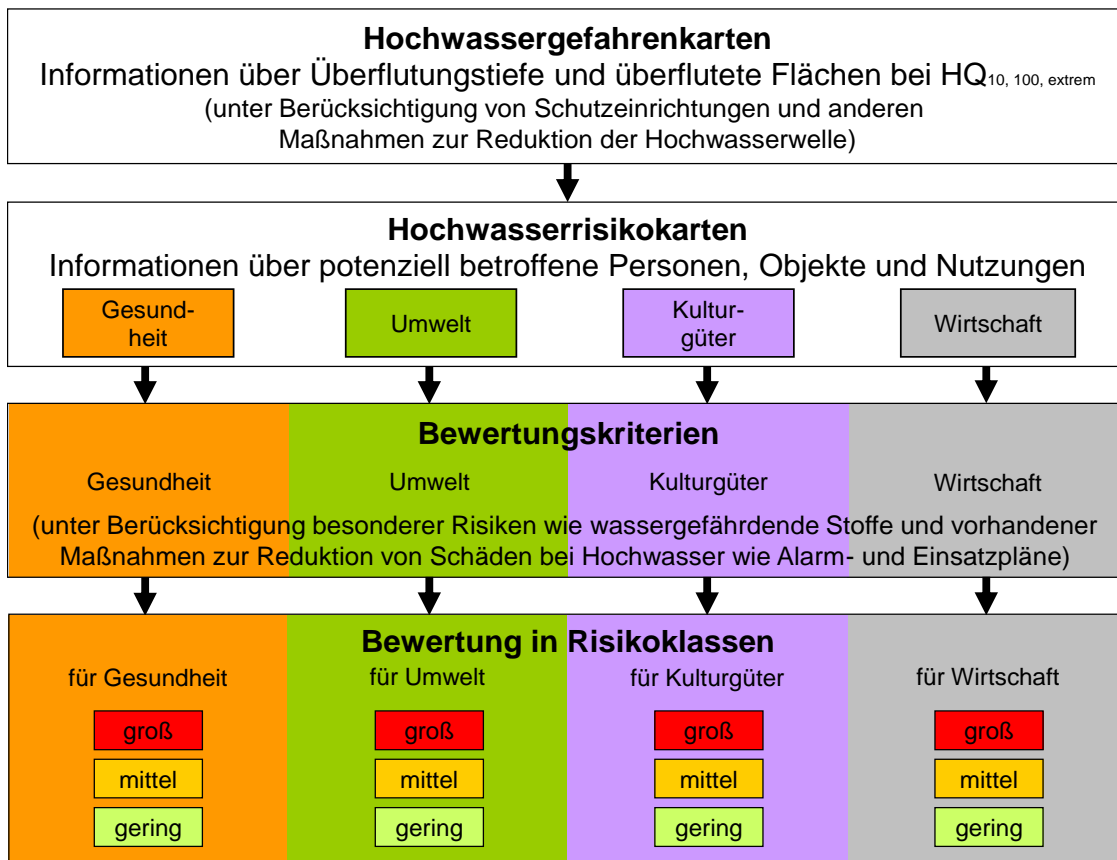 Hochwassergefahrenkarten
Informationen über Überflutungstiefe und überflutete Flächen bei HQ10, 100, extrem
(unter Berücksichtigung von Schutzeinrichtungen und anderen
Maßnahmen zur Reduktion der Hochwasserwelle)
Hochwasserrisikokarten
Informationen über potenziell betroffene Personen, Objekte und Nutzungen
Gesund-
heit
Umwelt
Kultur-
güter
Wirtschaft
Bewertungskriterien
Gesundheit Umwelt Kulturgüter Wirtschaft
(unter Berücksichtigung besonderer Risiken wie wassergefährdende Stoffe und vorhandener
Maßnahmen zur Reduktion von Schäden bei Hochwasser wie Alarm- und Einsatzpläne)
Bewertung in Risikoklassen
für Gesundheit für Umwelt für Kulturgüter für Wirtschaft
groß groß groß groß
mittel mittel mittel mittel
gering gering gering gering